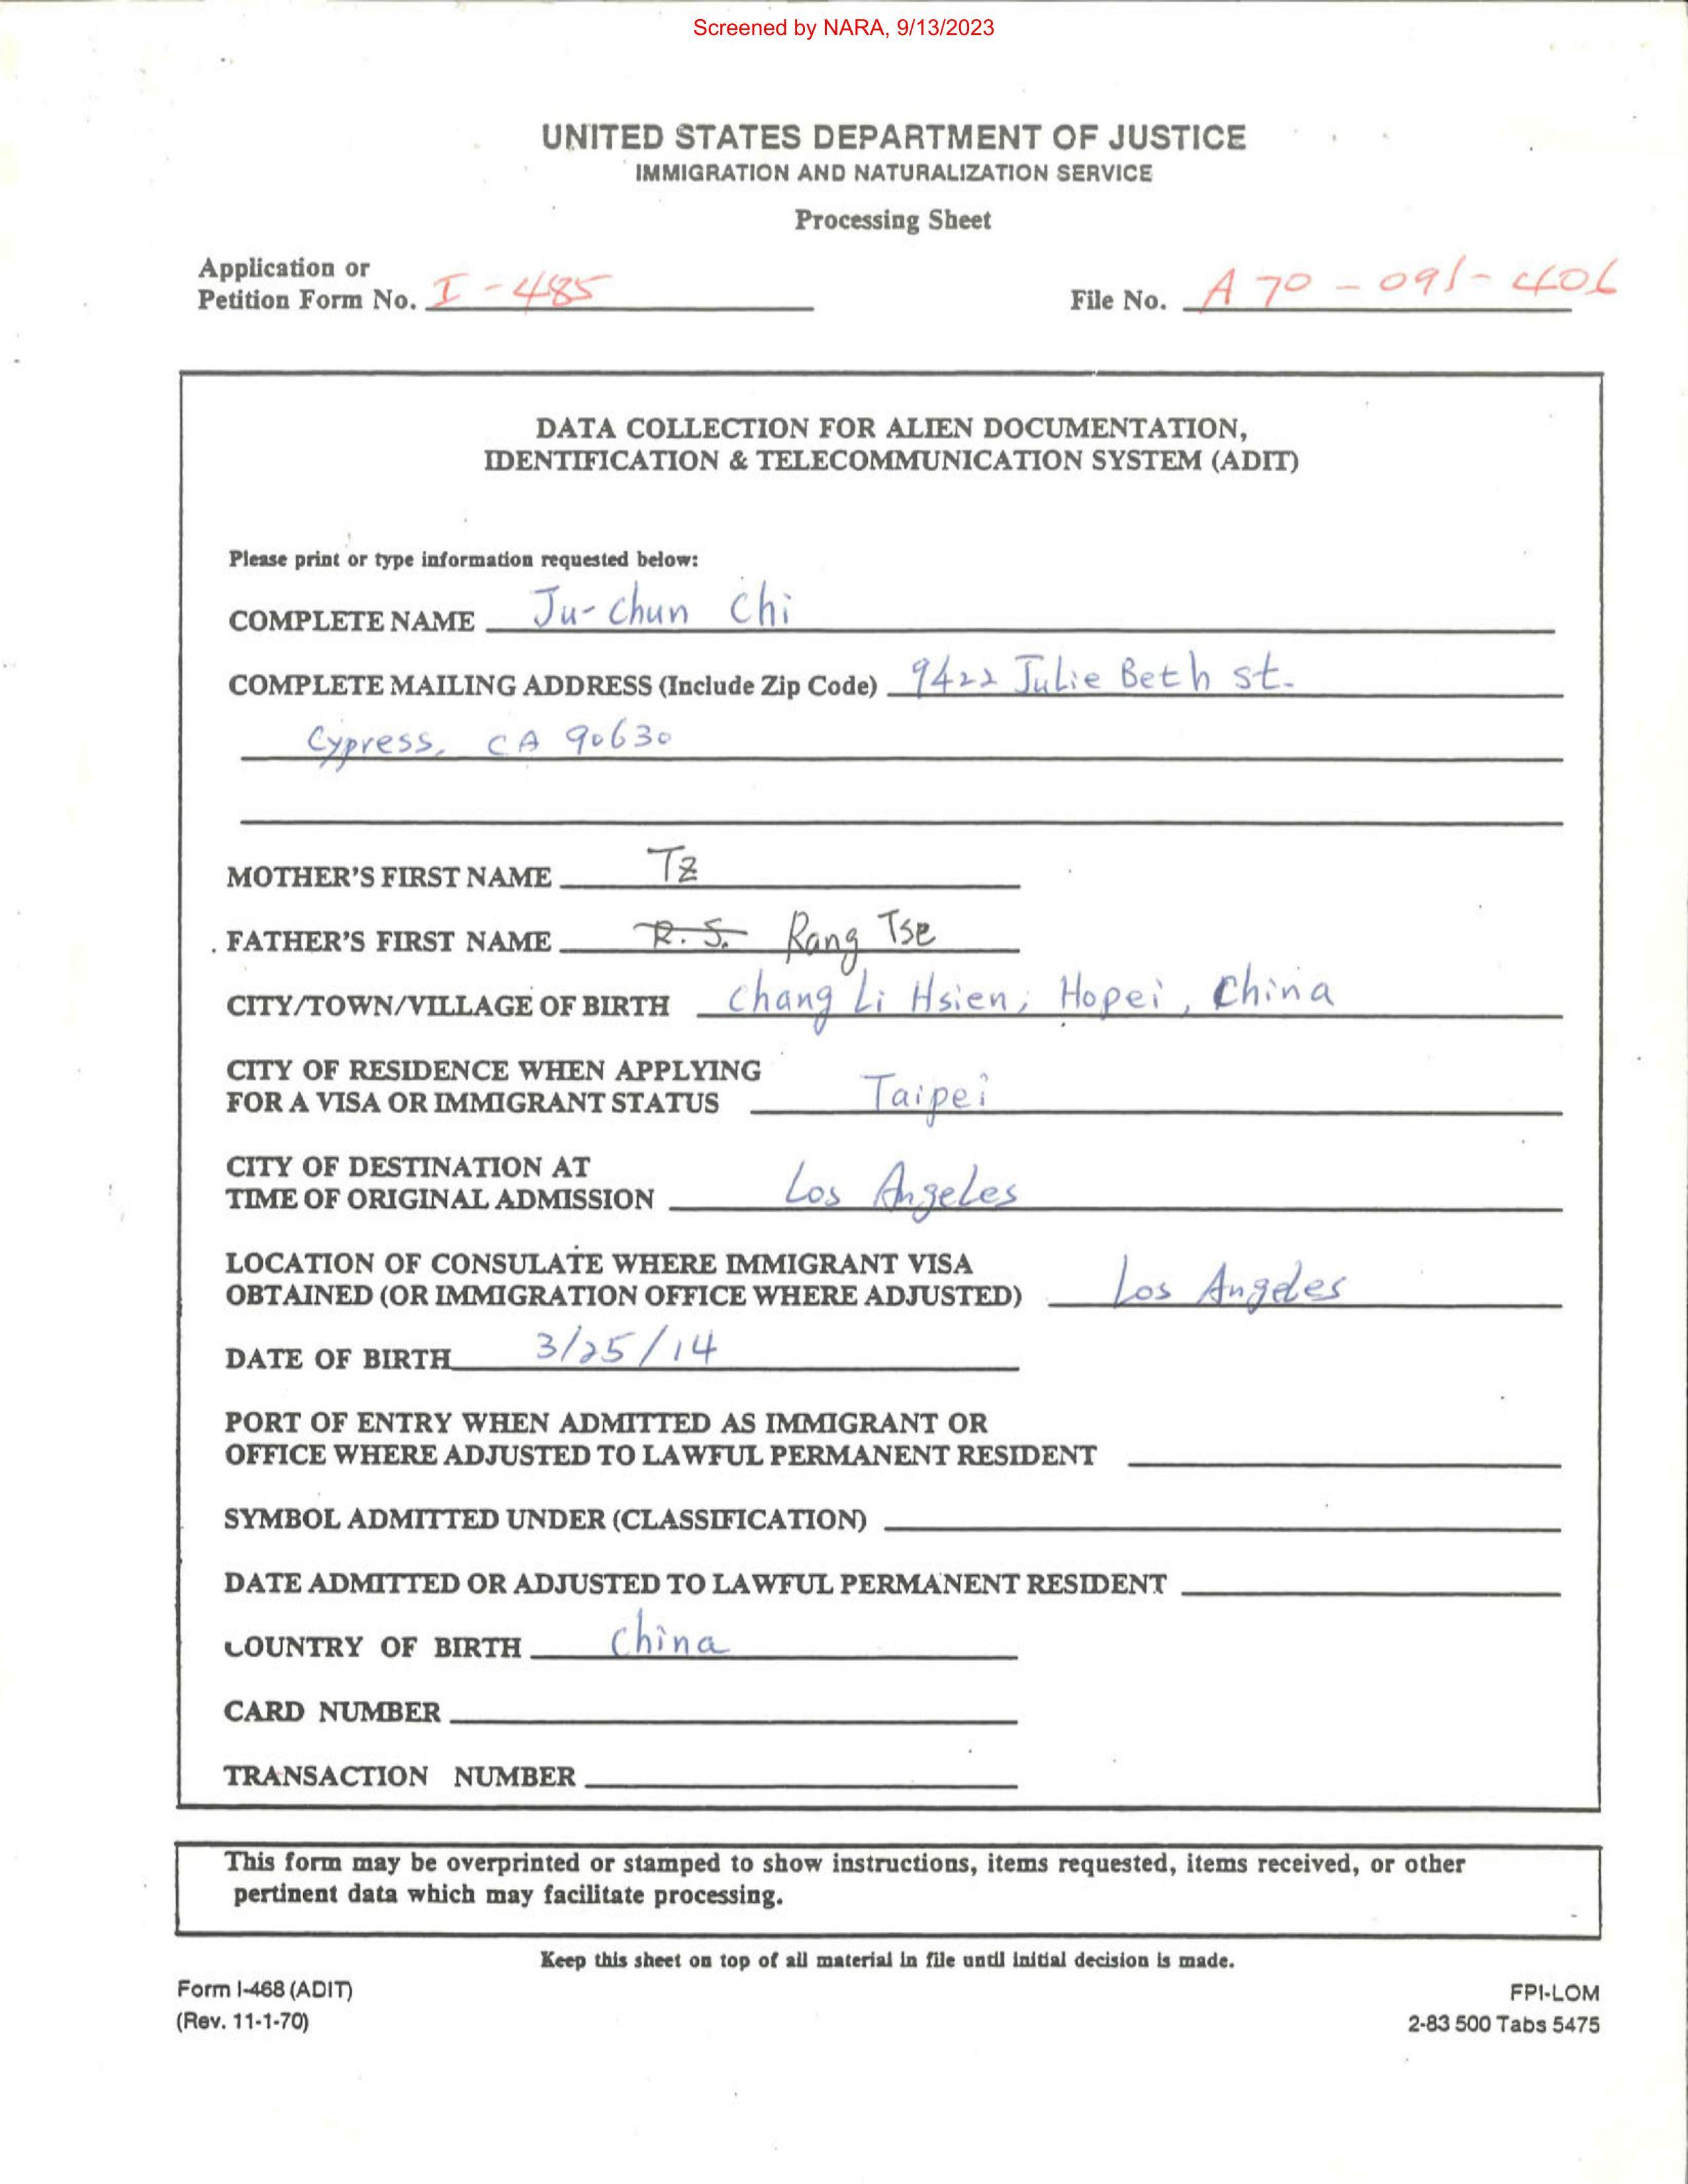 Screened by NARA, 9/13/2023
UNITED STATES DEPARTMENT OF JUSTICE
IMMIGRATION AND NATURALIZATION SERVICE
Processing Sheet
Application or
Petition Form No. I-485 File No. A 70-091-406
DATA COLLECTION FOR ALIEN DOCUMENTATION,
IDENTIFICATION & TELECOMMUNICATION SYSTEM (ADIT)
Please print or type information requested below:
COMPLETE NAME Ju-chun Chi
COMPLETE MAILING ADDRESS (Include Zip Code) 9422 Julie Beth st.
Cypress, CA 90630
MOTHER'S FIRST NAME Tz
FATHER'S FIRST NAME R.S. Rang Tse
CITY/TOWN/VILLAGE OF BIRTH Chang Li Hsien, Hopei, China
CITY OF RESIDENCE WHEN APPLYING
FOR A VISA OR IMMIGRANT STATUS Taipei
CITY OF DESTINATION AT
TIME OF ORIGINAL ADMISSION Los Angeles
LOCATION OF CONSULATE WHERE IMMIGRANT VISA
OBTAINED (OR IMMIGRATION OFFICE WHERE ADJUSTED) Los Angeles
DATE OF BIRTH 3/25/14
PORT OF ENTRY WHEN ADMITTED AS IMMIGRANT OR
OFFICE WHERE ADJUSTED TO LAWFUL PERMANENT RESIDENT
SYMBOL ADMITTED UNDER (CLASSIFICATION)
DATE ADMITTED OR ADJUSTED TO LAWFUL PERMANENT RESIDENT
COUNTRY OF BIRTH China
CARD NUMBER
TRANSACTION NUMBER
This form may be overprinted or stamped to show instructions, items requested, items received, or other
pertinent data which may facilitate processing.
Keep this sheet on top of all material in file until initial decision is made.
Form I-468 (ADIT) FPI-LOM
(Rev. 11-1-70) 2-83 500 Tabs 5475